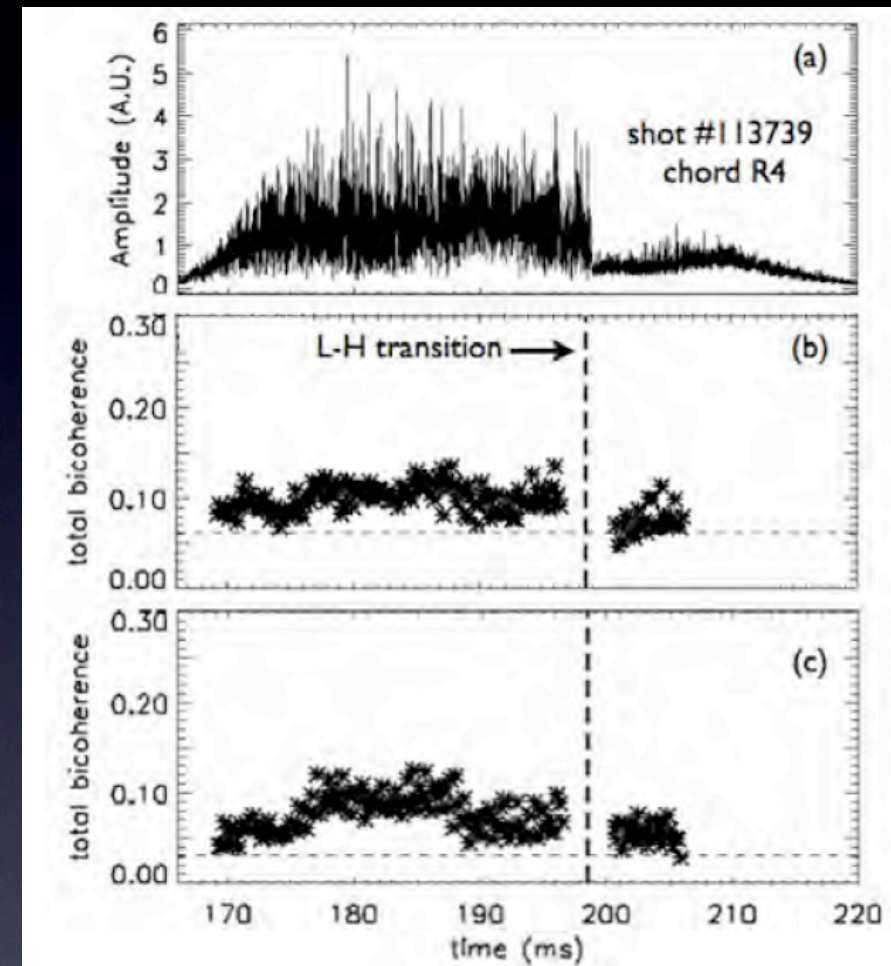 6
5
4
3
2
1
0
Amplitude (A.U.)
(a)
shot #113739
chord R4
0.30
0.20
0.10
0.00
total bicoherence
L-H transition
(b)
0.30
0.20
0.10
0.00
total bicoherence
(c)
170 180 190 200 210 220
time (ms)